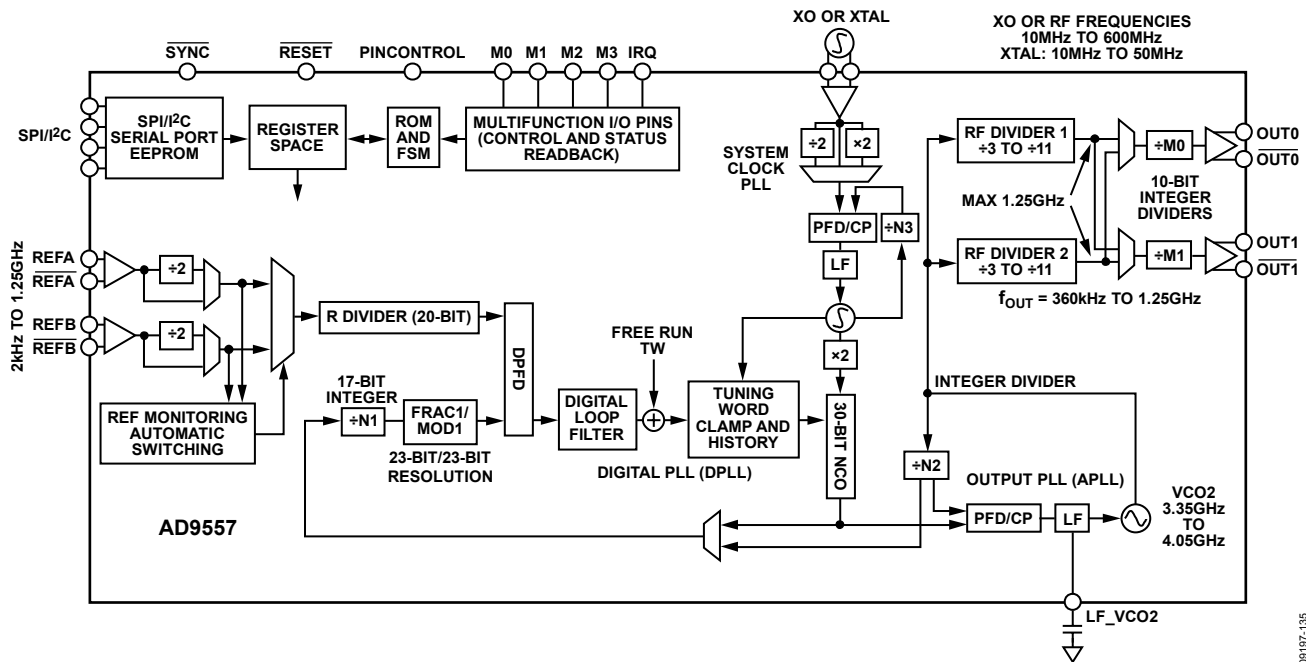 XO OR XTAL
XO OR RF FREQUENCIES
10MHz TO 600MHz
XTAL: 10MHz TO 50MHz
SYNC
RESET
PINCONTROL
M0
M1
M2
M3
IRQ
SPI/I²C
SPI/I²C
SERIAL PORT
EEPROM
REGISTER
SPACE
ROM
AND
FSM
MULTIFUNCTION I/O PINS
(CONTROL AND STATUS
READBACK)
÷2
×2
SYSTEM
CLOCK
PLL
PFD/CP
÷N3
LF
×2
RF DIVIDER 1
÷3 TO ÷11
MAX 1.25GHz
RF DIVIDER 2
÷3 TO ÷11
÷M0
10-BIT
INTEGER
DIVIDERS
÷M1
OUT0
OUT0
OUT1
OUT1
fOUT = 360kHz TO 1.25GHz
2kHz TO 1.25GHz
REFA
REFA
REFB
REFB
÷2
÷2
REF MONITORING
AUTOMATIC
SWITCHING
R DIVIDER (20-BIT)
DPFD
17-BIT
INTEGER
÷N1
FRAC1/
MOD1
23-BIT/23-BIT
RESOLUTION
DIGITAL
LOOP
FILTER
FREE RUN
TW
TUNING
WORD
CLAMP AND
HISTORY
DIGITAL PLL (DPLL)
30-BIT NCO
INTEGER DIVIDER
÷N2
OUTPUT PLL (APLL)
PFD/CP
LF
VCO2
3.35GHz
TO
4.05GHz
AD9557
LF_VCO2
09197-135